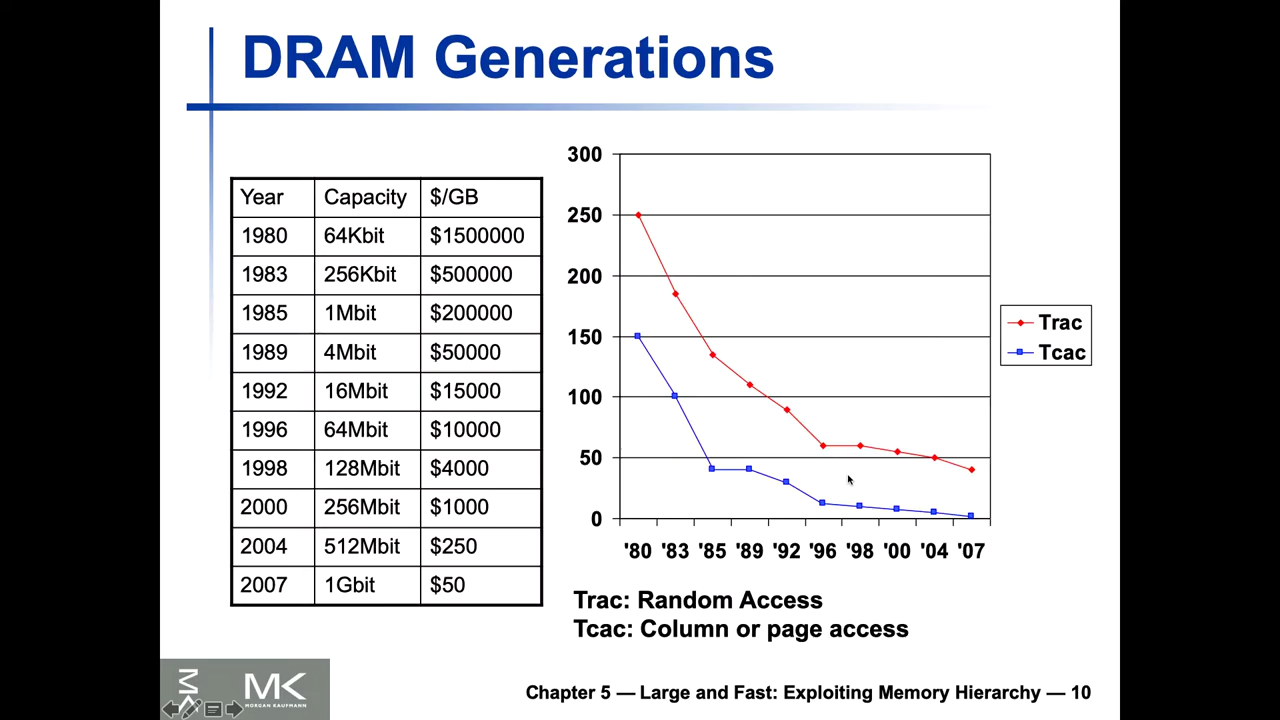 DRAM Generations
Year Capacity $/GB
1980 64Kbit $1500000
1983 256Kbit $500000
1985 1Mbit $200000
1989 4Mbit $50000
1992 16Mbit $15000
1996 64Mbit $10000
1998 128Mbit $4000
2000 256Mbit $1000
2004 512Mbit $250
2007 1Gbit $50
300
250
200
150
100
50
0
'80 '83 '85 '89 '92 '96 '98 '00 '04 '07
Trac
Tcac
Trac: Random Access
Tcac: Column or page access
MK
MK
MORGAN KAUFMANN
Chapter 5 — Large and Fast: Exploiting Memory Hierarchy — 10